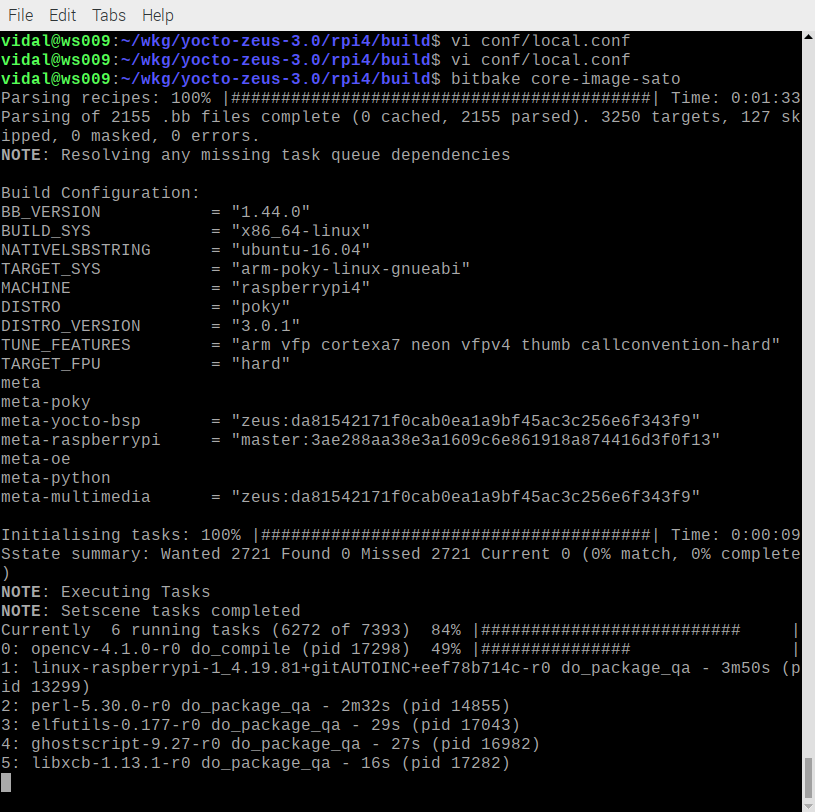 File Edit Tabs Help
vidal@ws009:~/wkg/yocto-zeus-3.0/rpi4/build$ vi conf/local.conf
vidal@ws009:~/wkg/yocto-zeus-3.0/rpi4/build$ vi conf/local.conf
vidal@ws009:~/wkg/yocto-zeus-3.0/rpi4/build$ bitbake core-image-sato
Parsing recipes: 100% |##########################################| Time: 0:01:33
Parsing of 2155 .bb files complete (0 cached, 2155 parsed). 3250 targets, 127 sk
ipped, 0 masked, 0 errors.
NOTE: Resolving any missing task queue dependencies

Build Configuration:
BB_VERSION           = "1.44.0"
BUILD_SYS            = "x86_64-linux"
NATIVELSBSTRING      = "ubuntu-16.04"
TARGET_SYS           = "arm-poky-linux-gnueabi"
MACHINE              = "raspberrypi4"
DISTRO               = "poky"
DISTRO_VERSION       = "3.0.1"
TUNE_FEATURES        = "arm vfp cortexa7 neon vfpv4 thumb callconvention-hard"
TARGET_FPU           = "hard"
meta
meta-poky
meta-yocto-bsp       = "zeus:da81542171f0cab0ea1a9bf45ac3c256e6f343f9"
meta-raspberrypi     = "master:3ae288aa38e3a1609c6e861918a874416d3f0f13"
meta-oe
meta-python
meta-multimedia      = "zeus:da81542171f0cab0ea1a9bf45ac3c256e6f343f9"

Initialising tasks: 100% |#######################################| Time: 0:00:09
Sstate summary: Wanted 2721 Found 0 Missed 2721 Current 0 (0% match, 0% complete
)
NOTE: Executing Tasks
NOTE: Setscene tasks completed
Currently  6 running tasks (6272 of 7393)  84% |##########################     |
0: opencv-4.1.0-r0 do_compile (pid 17298)  49% |###############                |
1: linux-raspberrypi-1_4.19.81+gitAUTOINC+eef78b714c-r0 do_package_qa - 3m50s (p
id 13299)
2: perl-5.30.0-r0 do_package_qa - 2m32s (pid 14855)
3: elfutils-0.177-r0 do_package_qa - 29s (pid 17043)
4: ghostscript-9.27-r0 do_package_qa - 27s (pid 16982)
5: libxcb-1.13.1-r0 do_package_qa - 16s (pid 17282)